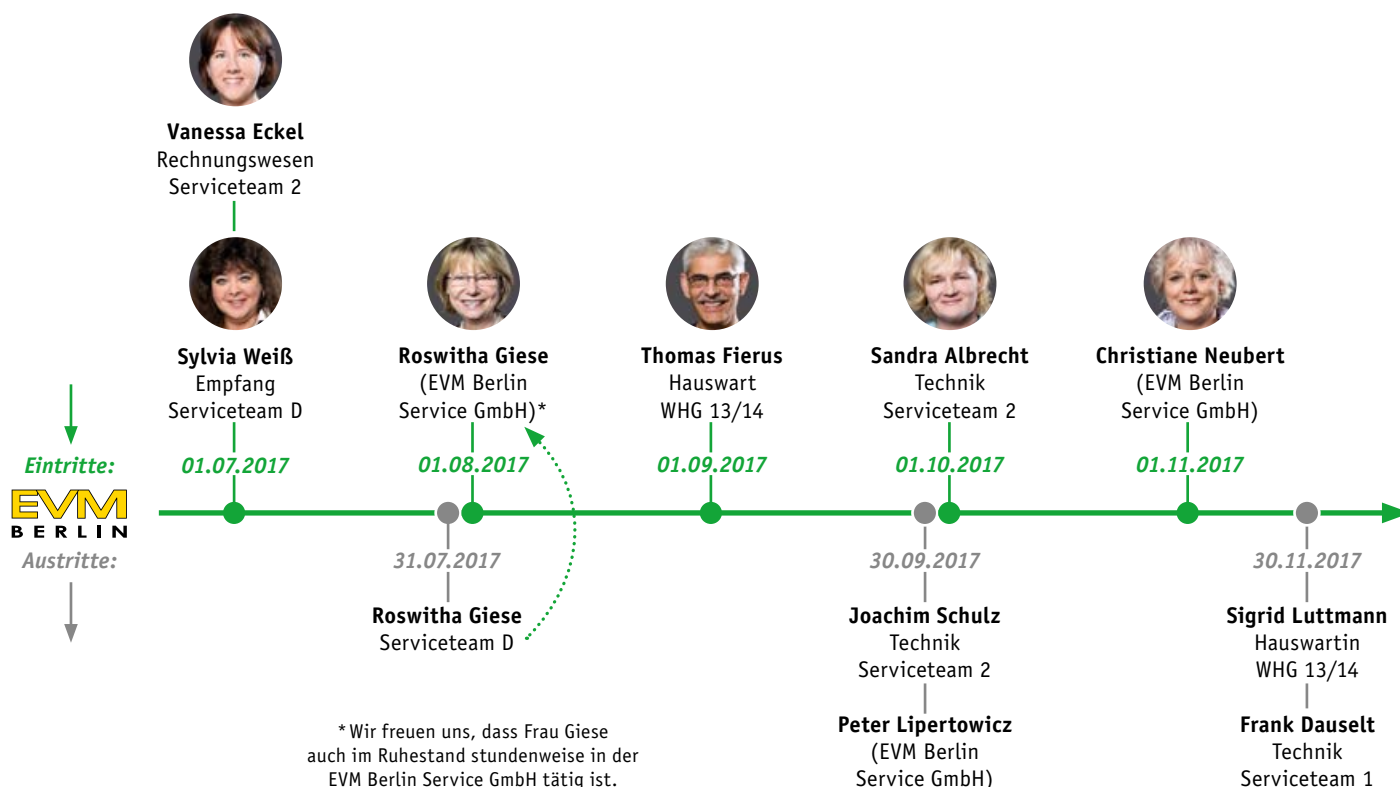 Vanessa Eckel
Rechnungswesen
Serviceteam 2
Sylvia Weiß
Empfang
Serviceteam D
Roswitha Giese
(EVM Berlin
Service GmbH)*
Thomas Fierus
Hauswart
WHG 13/14
Sandra Albrecht
Technik
Serviceteam 2
Christiane Neubert
(EVM Berlin
Service GmbH)
Eintritte:
01.07.2017
01.08.2017
01.09.2017
01.10.2017
01.11.2017
EVM
BERLIN
Austritte:
31.07.2017
30.09.2017
30.11.2017
Roswitha Giese
Serviceteam D
Joachim Schulz
Technik
Serviceteam 2
Peter Lipertowicz
(EVM Berlin
Service GmbH)
Sigrid Luttmann
Hauswartin
WHG 13/14
Frank Dauselt
Technik
Serviceteam 1
* Wir freuen uns, dass Frau Giese
auch im Ruhestand stundenweise in der
EVM Berlin Service GmbH tätig ist.